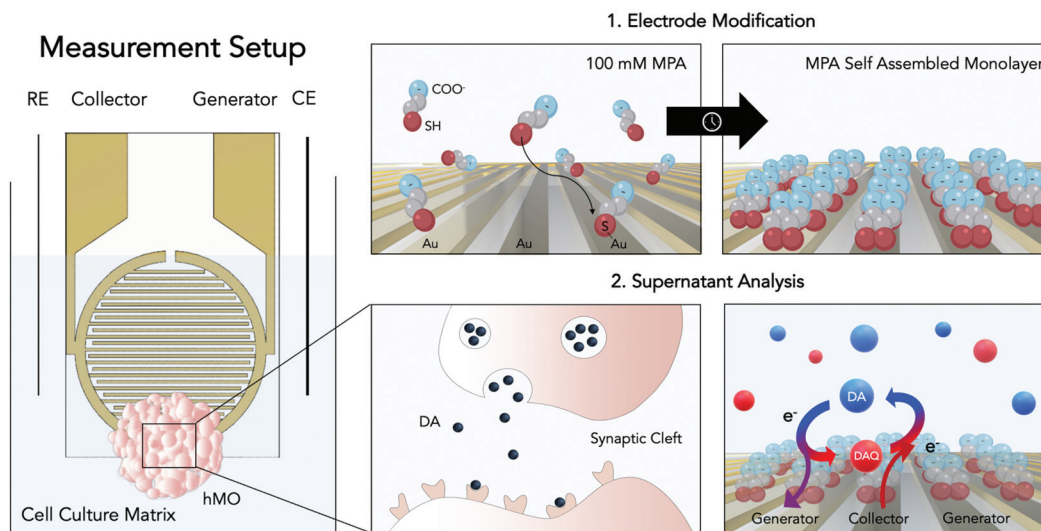 Measurement Setup
RE Collector Generator CE
hMO
Cell Culture Matrix
1. Electrode Modification
100 mM MPA
COO-
SH
S
Au Au Au
MPA Self Assembled Monolayer
2. Supernatant Analysis
DA
Synaptic Cleft
DA
e-
DAQ
e-
Generator Collector Generator